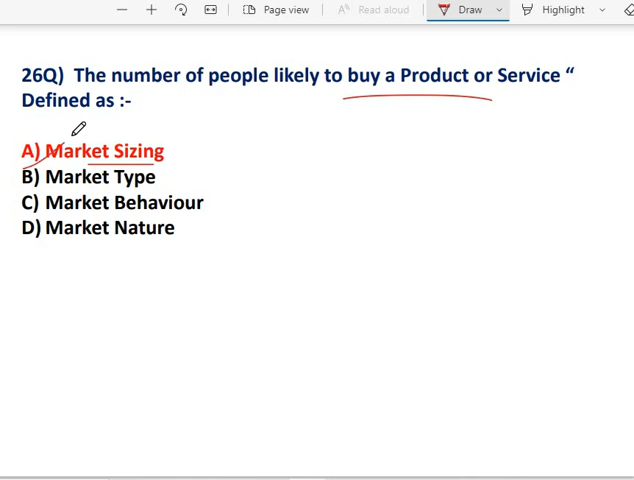 Page view
Read aloud
Draw
Highlight
26Q) The number of people likely to buy a Product or Service “
Defined as :-
A) Market Sizing
B) Market Type
C) Market Behaviour
D) Market Nature